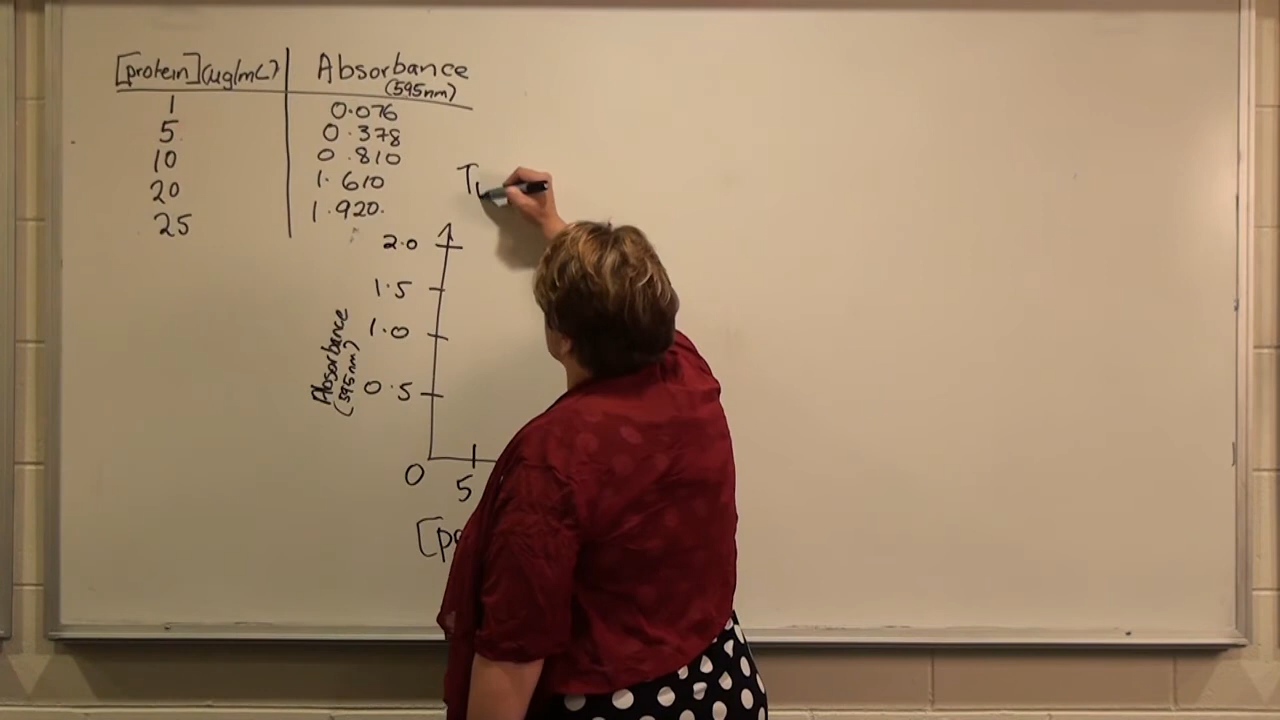 [protein] (ug/mL) Absorbance
(595nm)
1 0.076
5 0.378
10 0.810
20 1.610
25 1.920
2.0
1.5
1.0
0.5
Absorbance
(595nm)
0 5